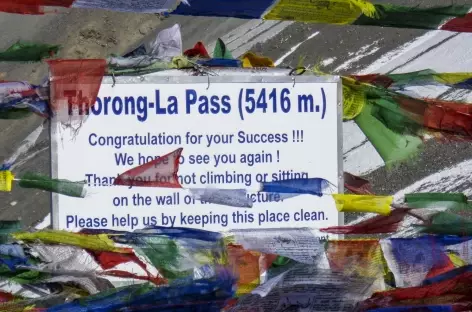 Thorong-La Pass (5416 m.)
Congratulation for your Success !!!
We hope to see you again !
Thank you for not climbing or sitting
on the wall of structure.
Please help us by keeping this place clean.